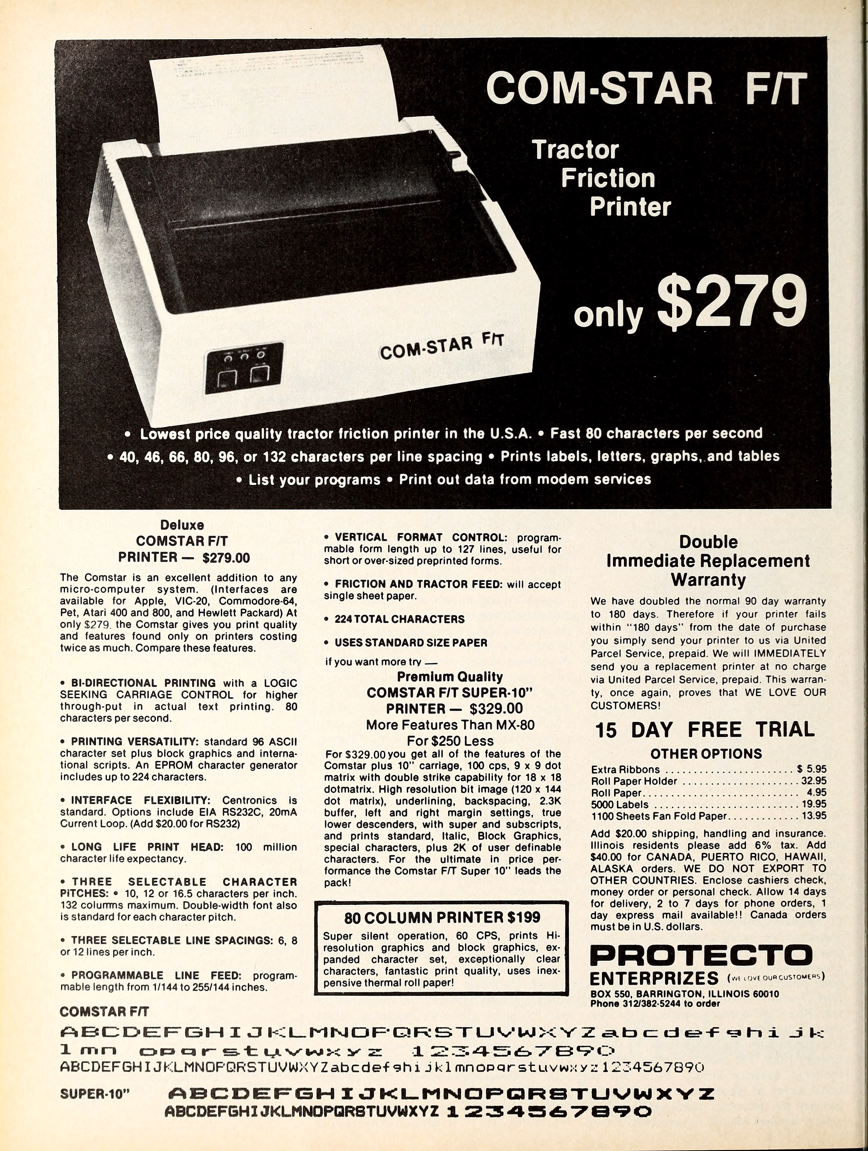 COM-STAR F/T
Tractor
Friction
Printer
only $279
COM-STAR F/T
• Lowest price quality tractor friction printer in the U.S.A. • Fast 80 characters per second
• 40, 46, 66, 80, 96, or 132 characters per line spacing • Prints labels, letters, graphs, and tables
• List your programs • Print out data from modem services
Deluxe
COMSTAR F/T
PRINTER — $279.00
The Comstar is an excellent addition to any
micro-computer system. (Interfaces are
available for Apple, VIC-20, Commodore-64,
Pet, Atari 400 and 800, and Hewlett Packard) At
only $279. the Comstar gives you print quality
and features found only on printers costing
twice as much. Compare these features.
• BI-DIRECTIONAL PRINTING with a LOGIC
SEEKING CARRIAGE CONTROL for higher
through-put in actual text printing. 80
characters per second.
• PRINTING VERSATILITY: standard 96 ASCII
character set plus block graphics and interna-
tional scripts. An EPROM character generator
includes up to 224 characters.
• INTERFACE FLEXIBILITY: Centronics is
standard. Options include EIA RS232C, 20mA
Current Loop. (Add $20.00 for RS232)
• LONG LIFE PRINT HEAD: 100 million
character life expectancy.
• THREE SELECTABLE CHARACTER
PITCHES: • 10, 12 or 16.5 characters per inch.
132 columns maximum. Double-width font also
is standard for each character pitch.
• THREE SELECTABLE LINE SPACINGS: 6, 8
or 12 lines per inch.
• PROGRAMMABLE LINE FEED: program-
mable length from 1/144 to 255/144 inches.
• VERTICAL FORMAT CONTROL: program-
mable form length up to 127 lines, useful for
short or over-sized preprinted forms.
• FRICTION AND TRACTOR FEED: will accept
single sheet paper.
• 224 TOTAL CHARACTERS
• USES STANDARD SIZE PAPER
if you want more try —
Premium Quality
COMSTAR F/T SUPER-10"
PRINTER — $329.00
More Features Than MX-80
For $250 Less
For $329.00 you get all of the features of the
Comstar plus 10" carriage, 100 cps, 9 x 9 dot
matrix with double strike capability for 18 x 18
dotmatrix. High resolution bit image (120 x 144
dot matrix), underlining, backspacing, 2.3K
buffer, left and right margin settings, true
lower descenders, with super and subscripts,
and prints standard, Italic, Block Graphics,
special characters, plus 2K of user definable
characters. For the ultimate in price per-
formance the Comstar F/T Super 10" leads the
pack!
80 COLUMN PRINTER $199
Super silent operation, 60 CPS, prints Hi-
resolution graphics and block graphics, ex-
panded character set, exceptionally clear
characters, fantastic print quality, uses inex-
pensive thermal roll paper!
Double
Immediate Replacement
Warranty
We have doubled the normal 90 day warranty
to 180 days. Therefore if your printer fails
within "180 days" from the date of purchase
you simply send your printer to us via United
Parcel Service, prepaid. We will IMMEDIATELY
send you a replacement printer at no charge
via United Parcel Service, prepaid. This warran-
ty, once again, proves that WE LOVE OUR
CUSTOMERS!
15 DAY FREE TRIAL
OTHER OPTIONS
Extra Ribbons ...................... $ 5.95
Roll Paper Holder .................... 32.95
Roll Paper........................... 4.95
5000 Labels ........................ 19.95
1100 Sheets Fan Fold Paper............ 13.95
Add $20.00 shipping, handling and insurance.
Illinois residents please add 6% tax. Add
$40.00 for CANADA, PUERTO RICO, HAWAII,
ALASKA orders. WE DO NOT EXPORT TO
OTHER COUNTRIES. Enclose cashiers check,
money order or personal check. Allow 14 days
for delivery, 2 to 7 days for phone orders, 1
day express mail available!! Canada orders
must be in U.S. dollars.
PROTECTO
ENTERPRIZES (WE LOVE OUR CUSTOMERS)
BOX 550, BARRINGTON, ILLINOIS 60010
Phone 312/382-5244 to order
COMSTAR F/T
ABCDEFGHIJKLMNOPQRSTUVWXYZabcdefghijk
lmn opqrstuvwxyz 1234567890
ABCDEFGHIJKLMNOPQRSTUVWXYZabcdefghijklmnopqrstuvwxyz1234567890
SUPER-10" ABCDEFGHIJKLMNOPQRSTUVWXYZ
ABCDEFGHIJKLMNOPQRSTUVWXYZ 1234567890